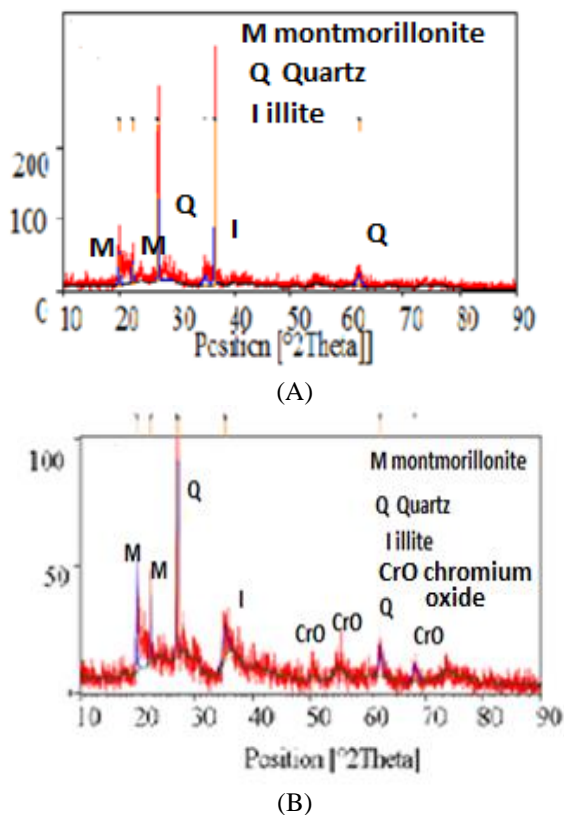 M montmorillonite
Q Quartz
I illite
200
100
0
M
M
Q
I
Q
10 20 30 40 50 60 70 80 90
Position [°2Theta]]
(A)
100
50
M
M
Q
I
CrO
CrO
Q
CrO
M montmorillonite
Q Quartz
I illite
CrO chromium
oxide
10 20 30 40 50 60 70 80 90
Position [°2Theta]
(B)